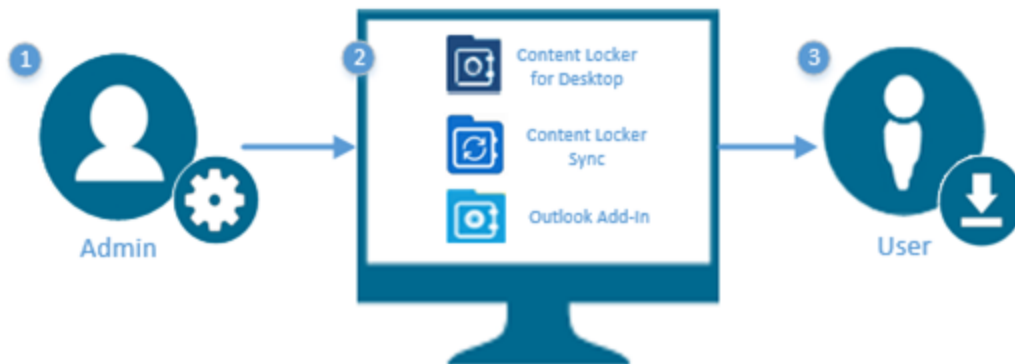 1
Admin
2
Content Locker
for Desktop
Content Locker
Sync
Outlook Add-In
3
User